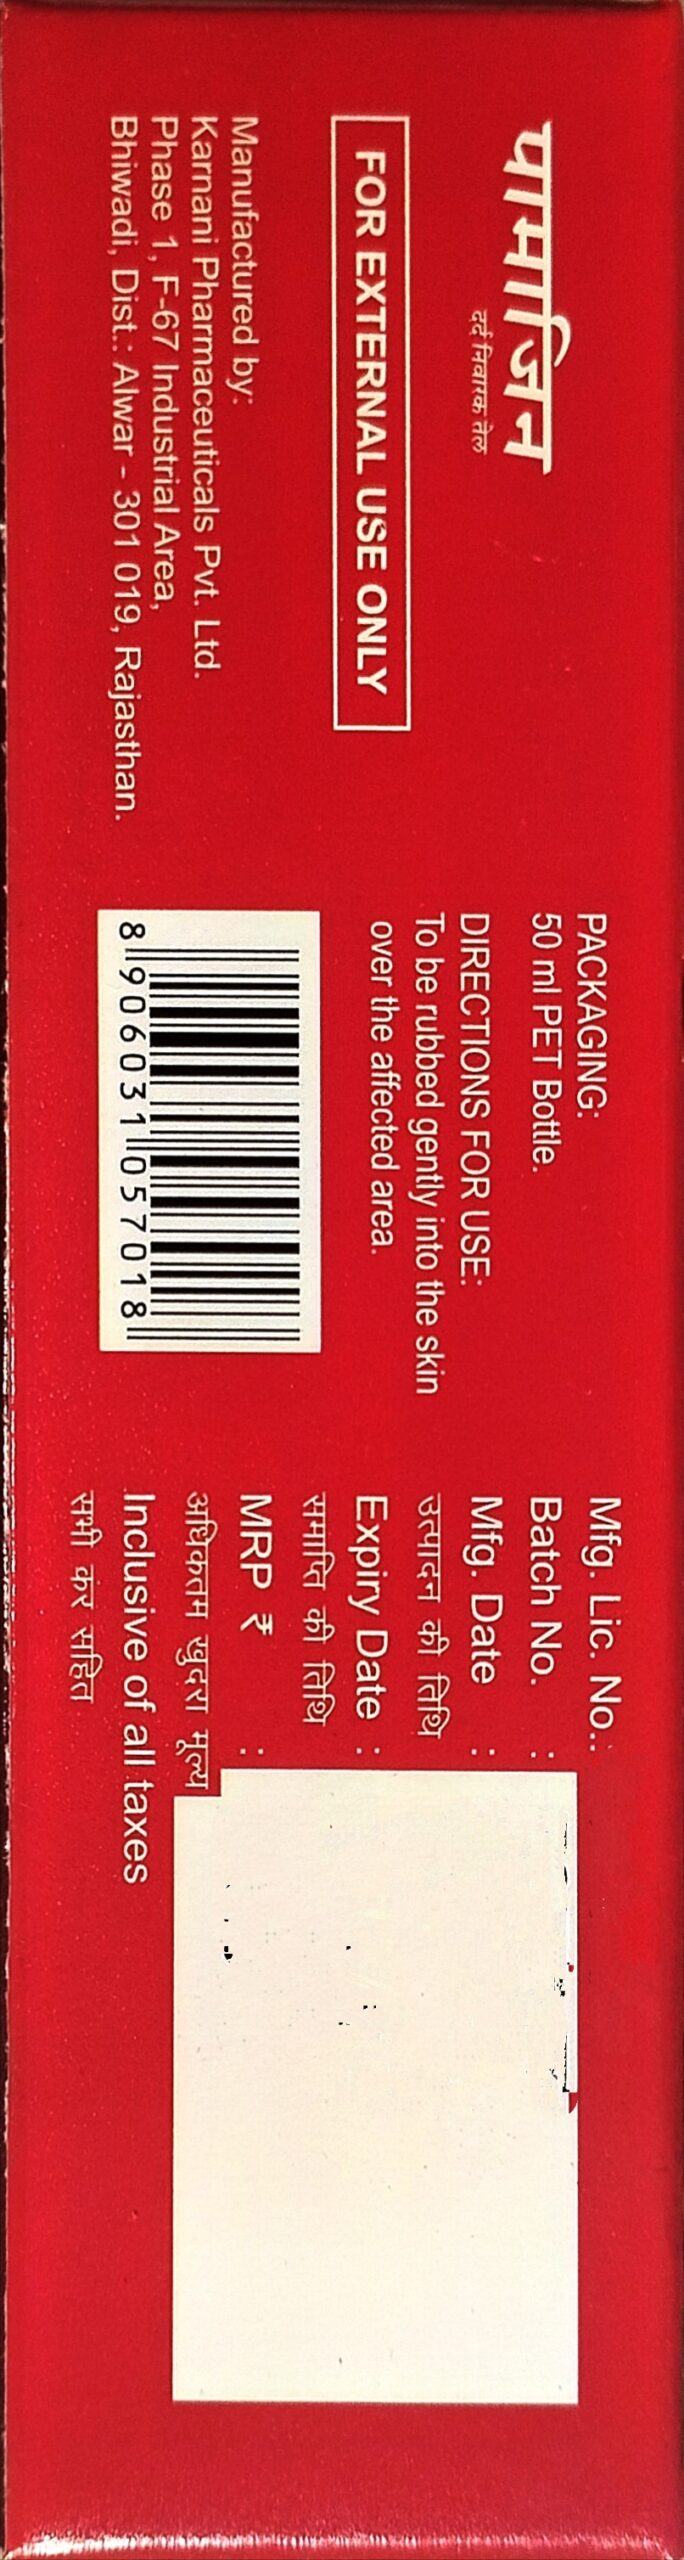 पामाजिन
दर्द निवारक तेल
FOR EXTERNAL USE ONLY
Manufactured by:
Karnani Pharmaceuticals Pvt. Ltd.
Phase 1, F-67 Industrial Area,
Bhiwadi, Dist.: Alwar - 301 019, Rajasthan.
PACKAGING:
50 ml PET Bottle.
DIRECTIONS FOR USE:
To be rubbed gently into the skin
over the affected area.
8 906031 057018
Mfg. Lic. No.:
Batch No. :
Mfg. Date :
उत्पादन की तिथि
Expiry Date :
समाप्ति की तिथि
MRP ₹ :
अधिकतम खुदरा मूल्य
Inclusive of all taxes
सभी कर सहित